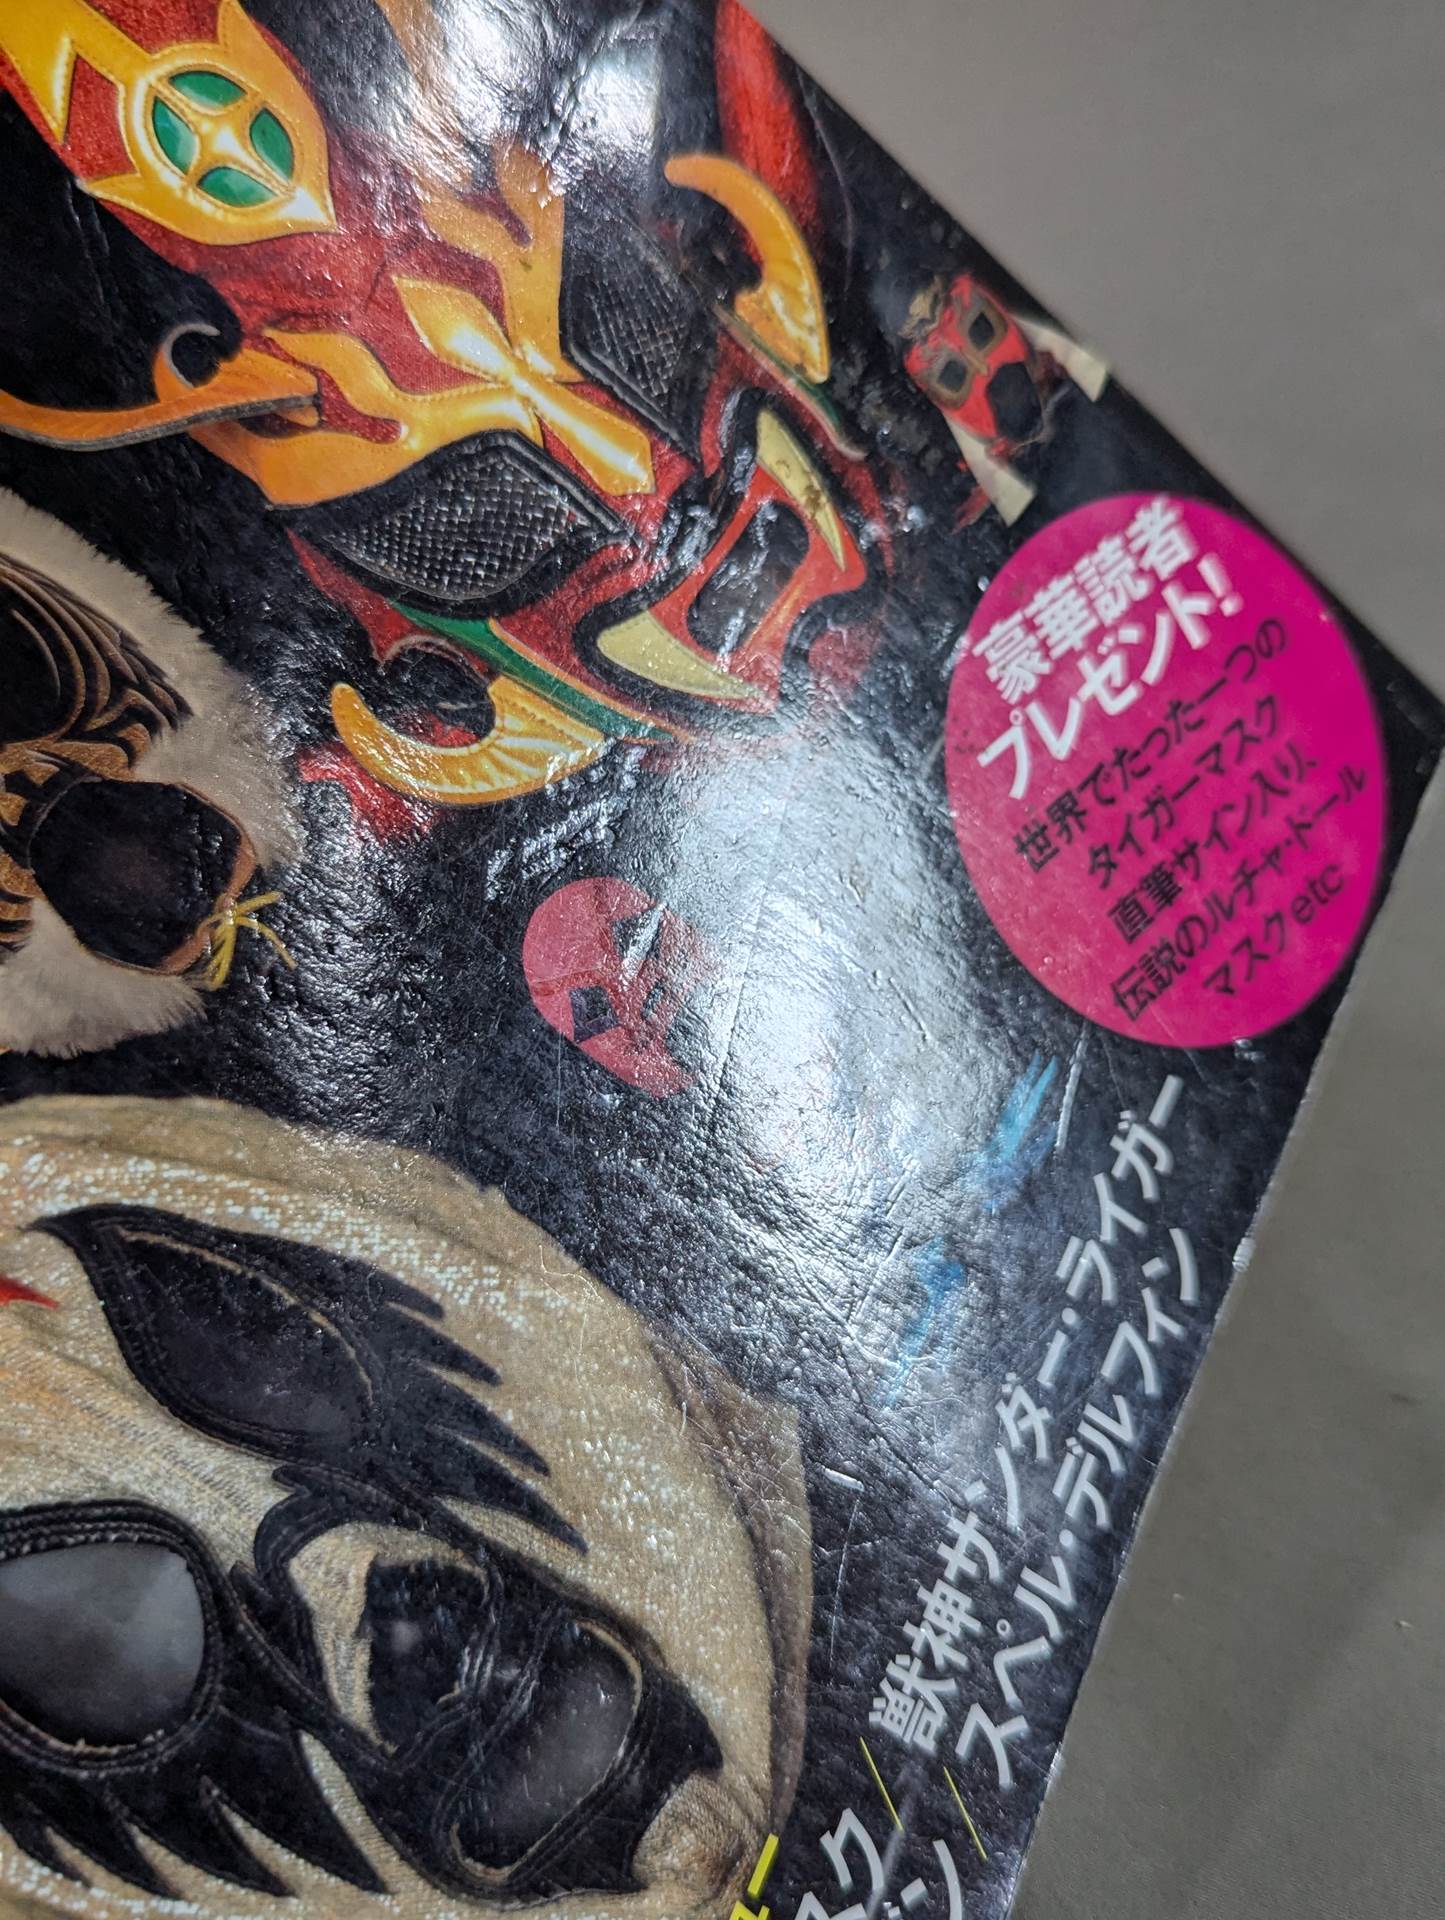 豪華読者
プレゼント!
世界でたった一つの
タイガーマスク
直筆サイン入り、
伝説のルチャ・ドール
マスクetc
獣神サンダー・ライガー
スペル・デルフィン
スク
ン